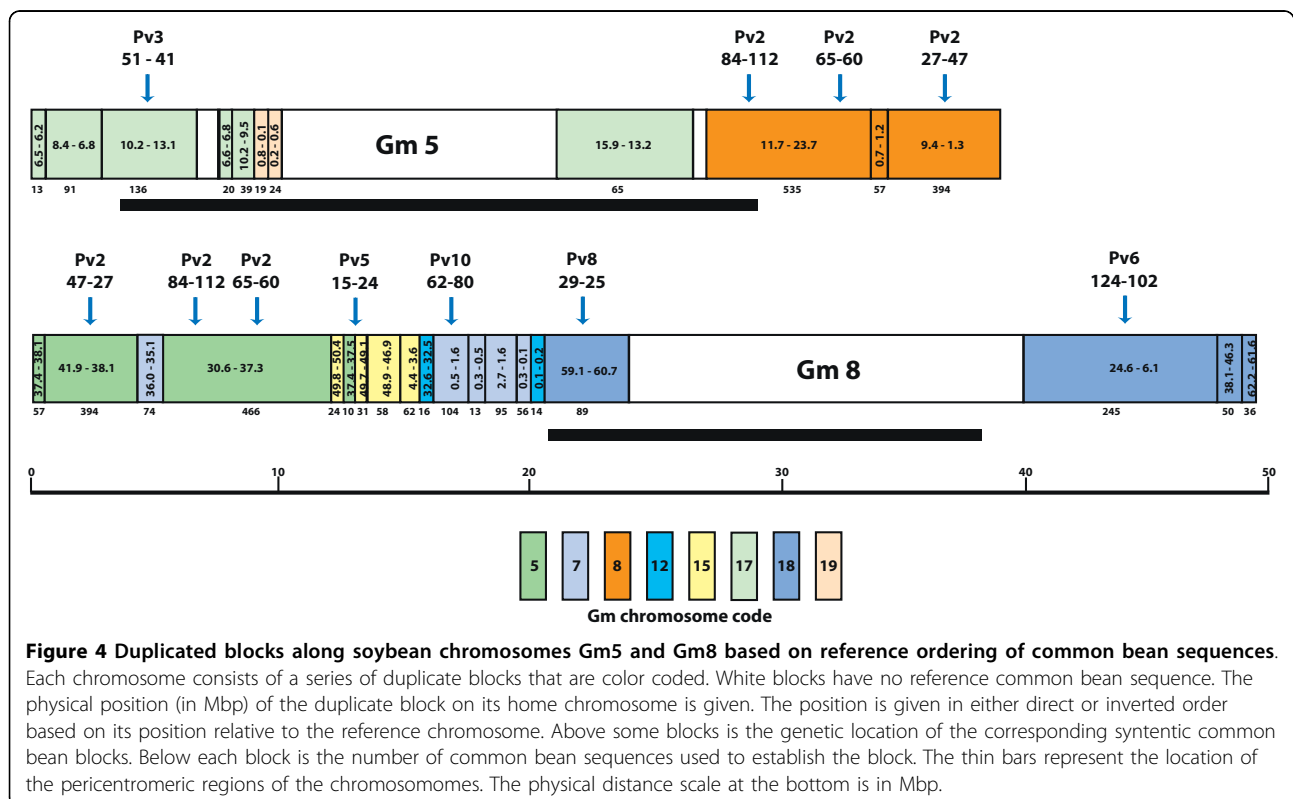 Pv3 Pv2 Pv2 Pv2
51 - 41 84-112 65-60 27-47
6.5 - 6.2 8.4 - 6.8 10.2 - 13.1 6.6 - 6.8 10.2 - 9.5 0.8 - 0.1 0.2 - 0.6 Gm 5 15.9 - 13.2 11.7 - 23.7 0.7 - 1.2 9.4 - 1.3
13 91 136 20 39 19 24 65 535 57 394
Pv2 Pv2 Pv2 Pv5 Pv10 Pv8 Pv6
47-27 84-112 65-60 15-24 62-80 29-25 124-102
37.4 - 38.1 41.9 - 38.1 36.0 - 35.1 30.6 - 37.3 49.8 - 50.4 37.4 - 37.5 49.7 - 49.1 48.9 - 46.9 4.4 - 3.6 32.6 - 32.5 0.5 - 1.6 0.3 - 0.5 2.7 - 1.6 0.3 - 0.1 0.1 - 0.2 59.1 - 60.7 Gm 8 24.6 - 6.1 38.1 - 46.3 62.2 - 61.6
57 394 74 466 24 10 31 58 62 16 104 13 95 56 14 89 245 50 36
0 10 20 30 40 50
5 7 8 12 15 17 18 19
Gm chromosome code
Figure 4 Duplicated blocks along soybean chromosomes Gm5 and Gm8 based on reference ordering of common bean sequences.
Each chromosome consists of a series of duplicate blocks that are color coded. White blocks have no reference common bean sequence. The
physical position (in Mbp) of the duplicate block on its home chromosome is given. The position is given in either direct or inverted order
based on its position relative to the reference chromosome. Above some blocks is the genetic location of the corresponding syntentic common
bean blocks. Below each block is the number of common bean sequences used to establish the block. The thin bars represent the location of
the pericentromeric regions of the chromosomomes. The physical distance scale at the bottom is in Mbp.